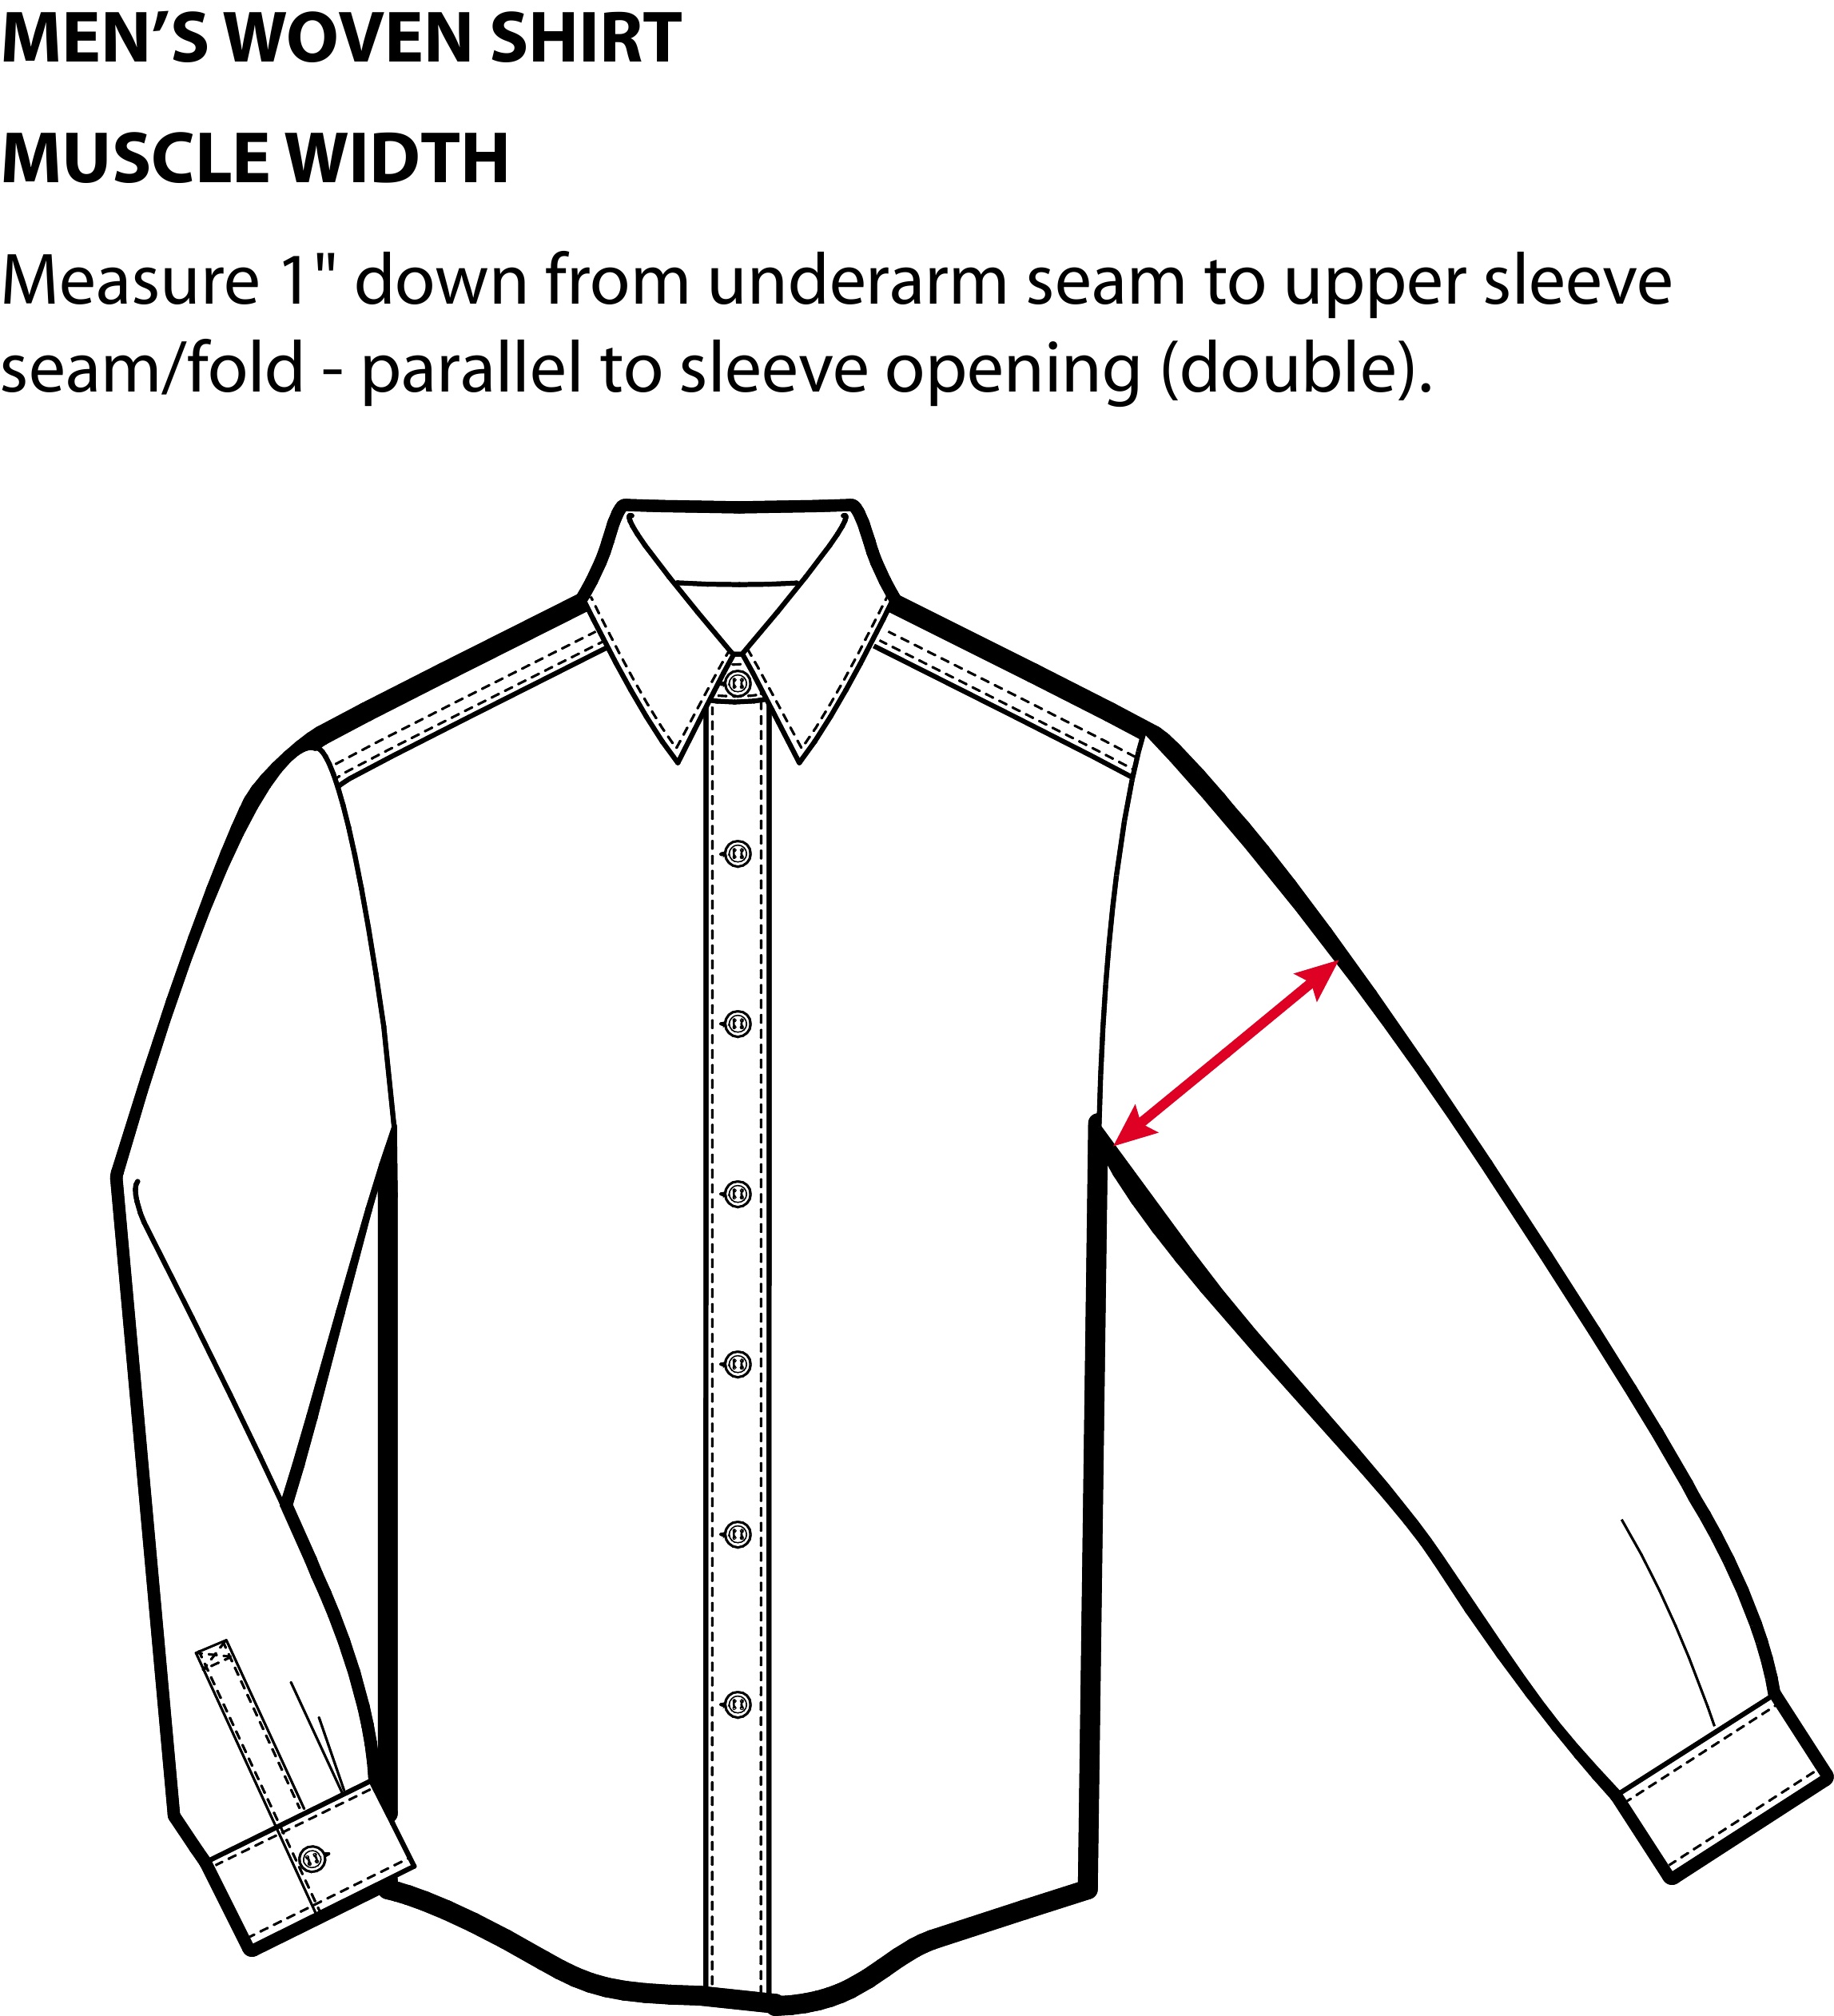 MEN’S WOVEN SHIRT
MUSCLE WIDTH
Measure 1" down from underarm seam to upper sleeve
seam/fold - parallel to sleeve opening (double).